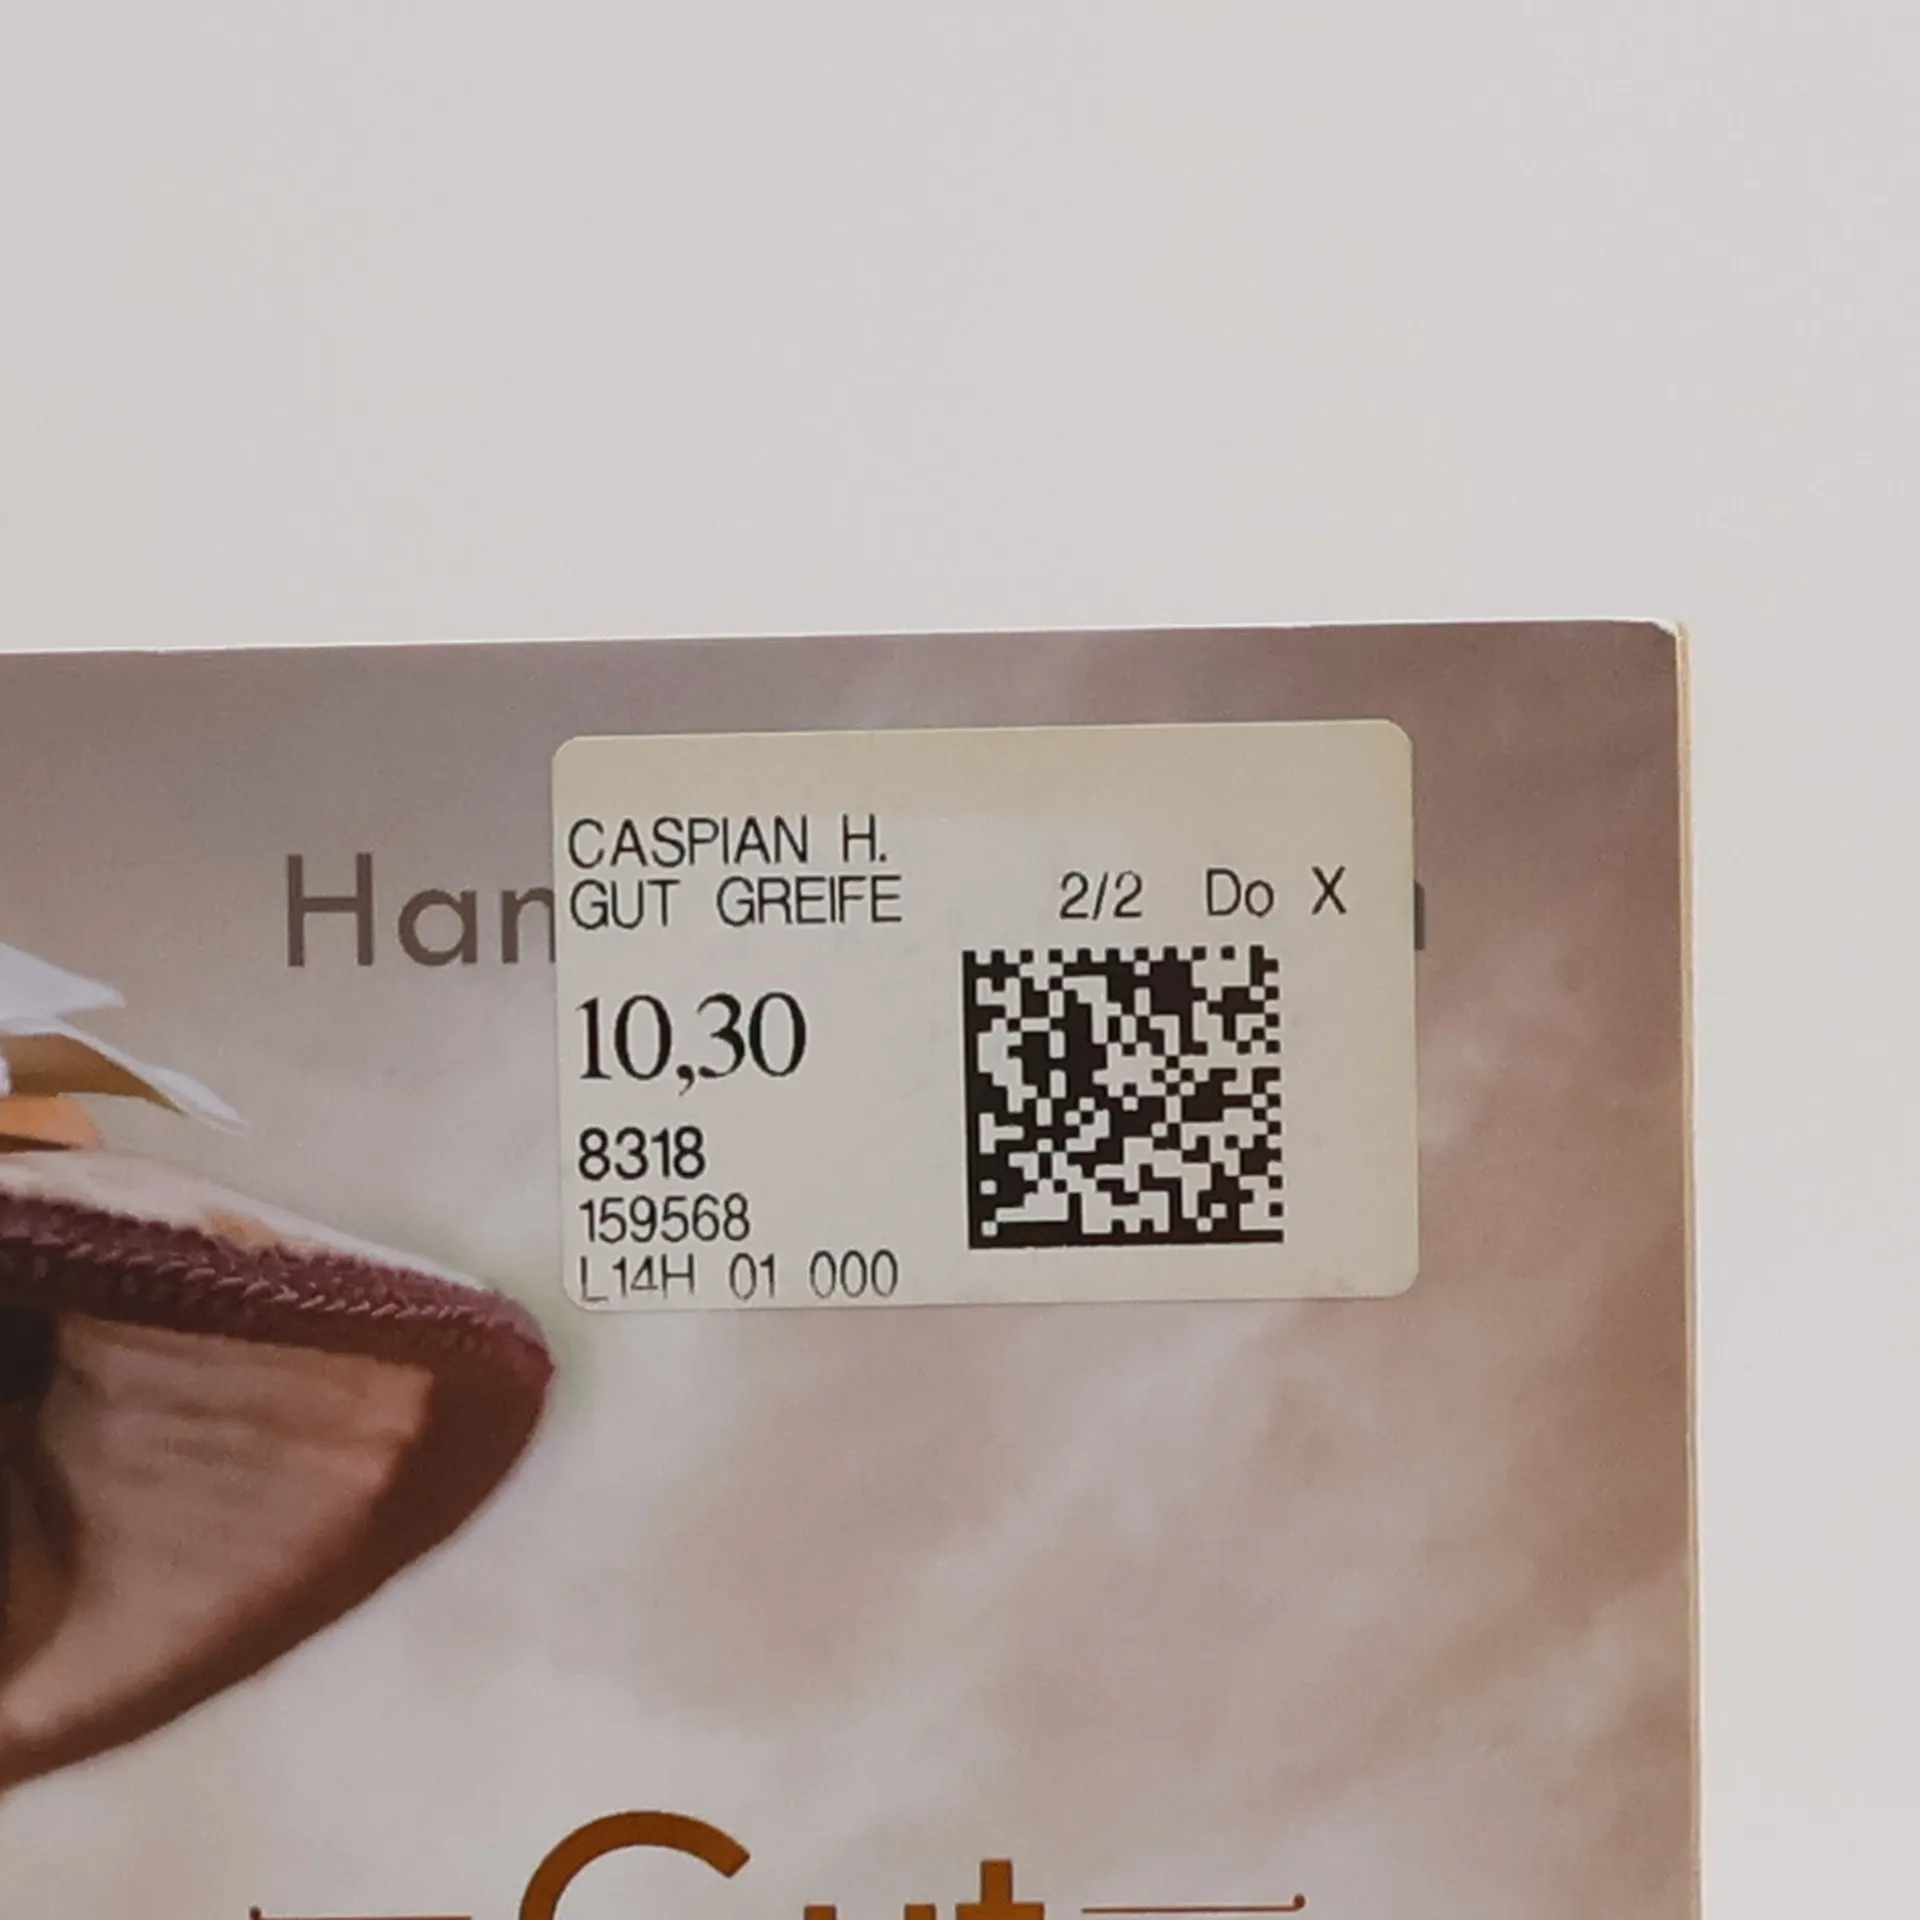 CASPIAN H.
GUT GREIFE
2/2 Do X
10,30
8318
159568
L14H 01 000